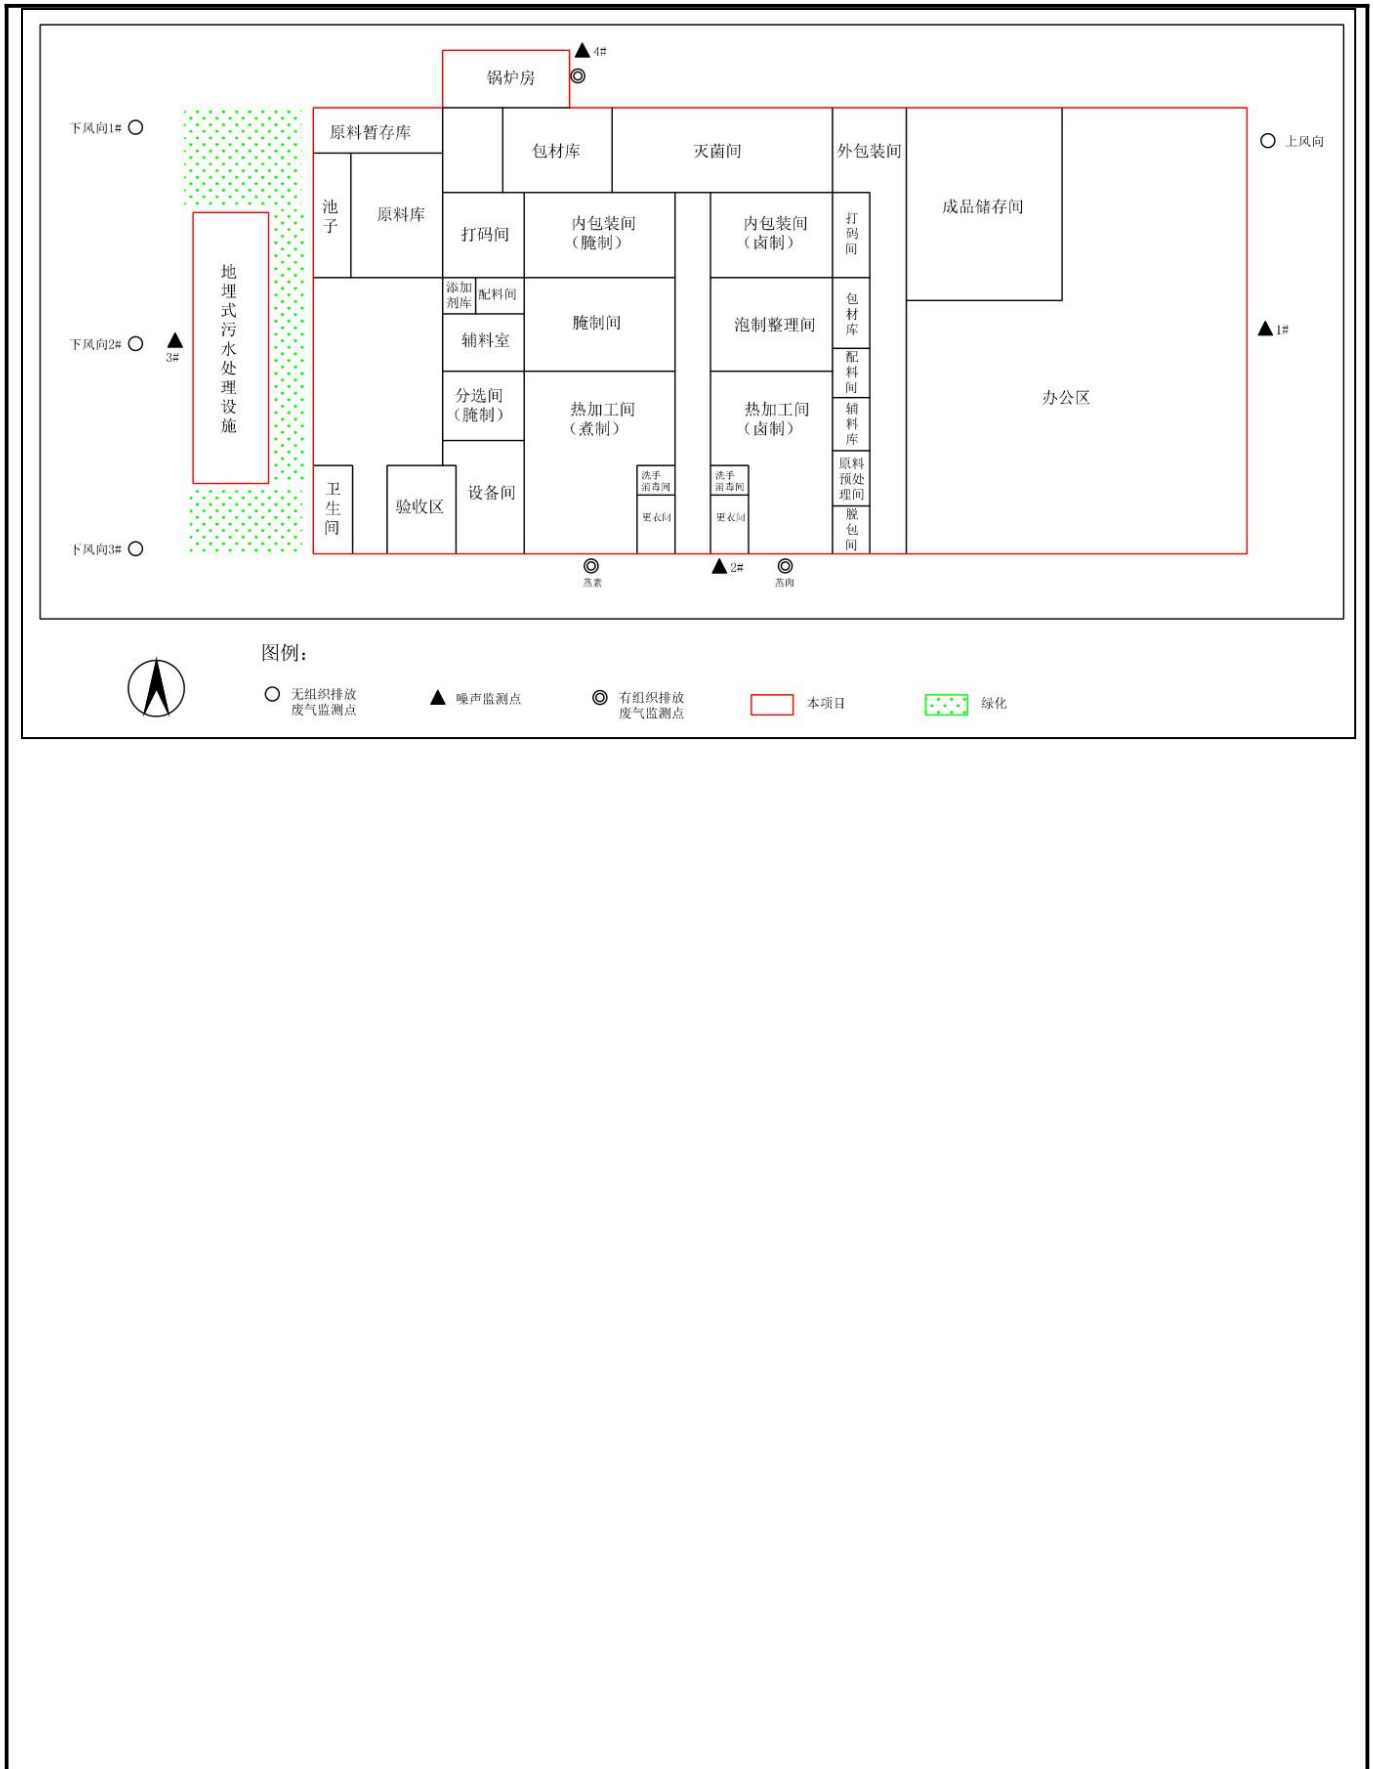 4#
锅炉房
下风向1#
原料暂存库
包材库
灭菌间
外包装间
上风向
池
子
原料库
打码间
内包装间
（腌制）
内包装间
（卤制）
打
码
间
成品储存间
地
埋
式
污
水
处
理
设
施
添加
剂库
配料间
腌制间
泡制整理间
包
材
库
1#
下风向2#
3#
辅料室
配
料
间
分选间
（腌制）
热加工间
（煮制）
热加工间
（卤制）
辅
料
库
办公区
卫
生
间
验收区
设备间
洗手
消毒间
更衣间
洗手
消毒间
更衣间
原料
预处
理间
脱
包
间
下风向3#
蒸素
2#
蒸肉
图例：
无组织排放
废气监测点
噪声监测点
有组织排放
废气监测点
本项目
绿化